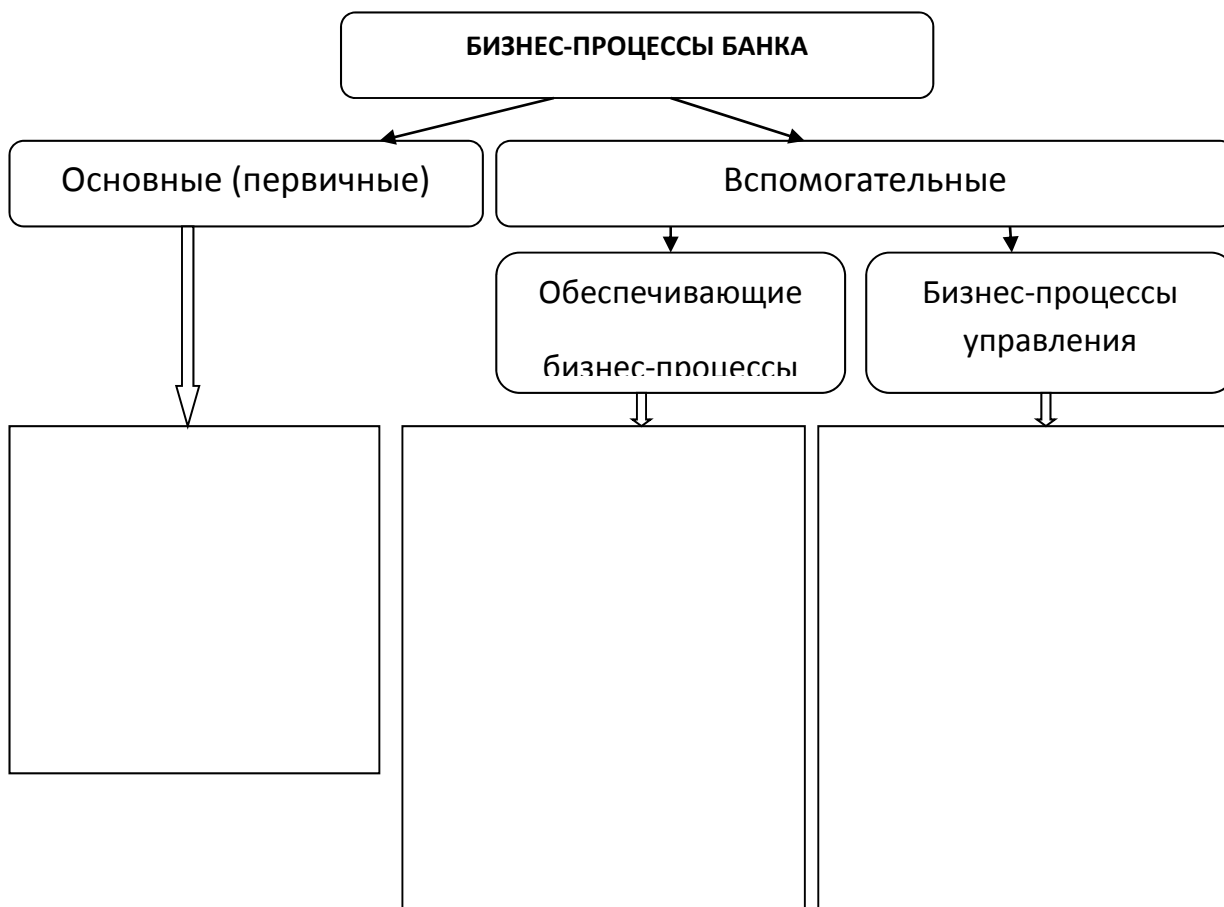 БИЗНЕС-ПРОЦЕССЫ БАНКА
Основные (первичные)
Вспомогательные
Обеспечивающие
бизнес-процессы
Бизнес-процессы
управления